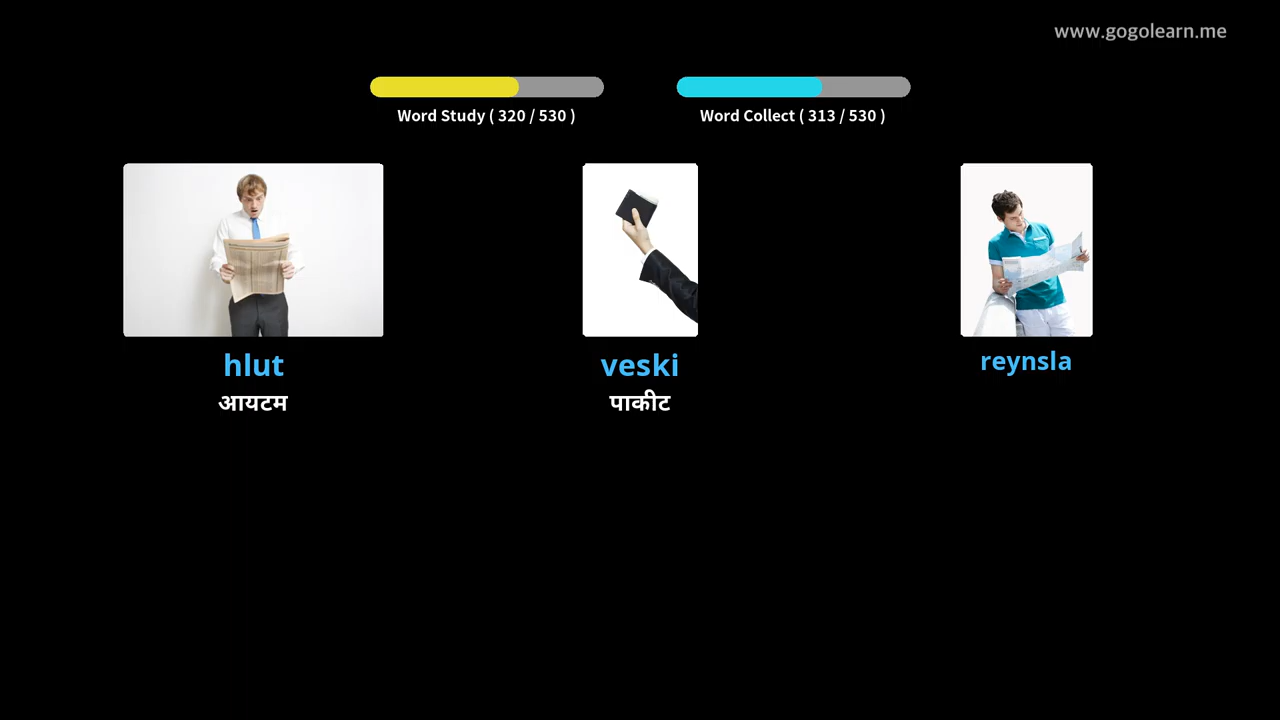 www.gogolearn.me
Word Study ( 320 / 530 )
Word Collect ( 313 / 530 )
hlut
आयटम
veski
पाकीट
reynsla